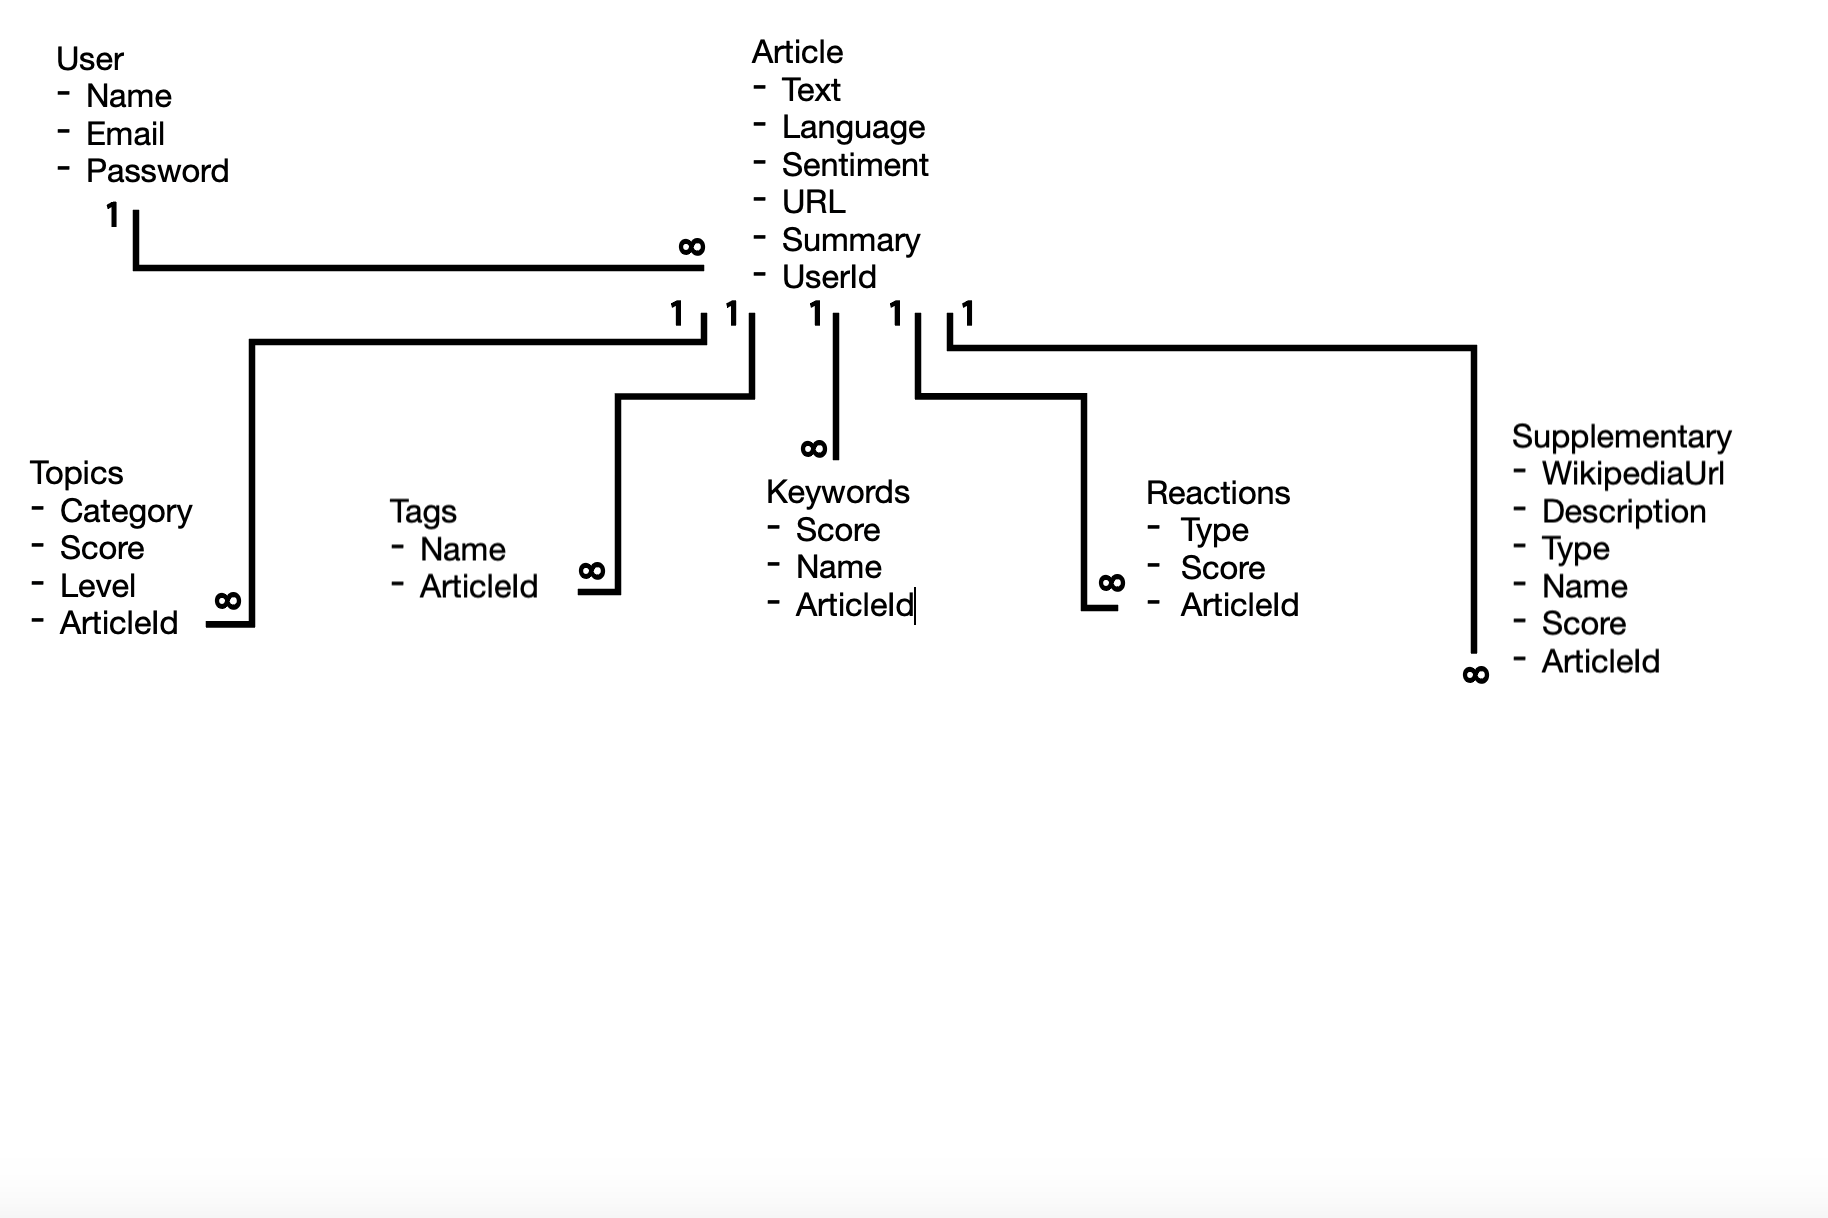 User
- Name
- Email
- Password
1
∞
Article
- Text
- Language
- Sentiment
- URL
- Summary
- UserId
1 1 1 1 1
Topics
- Category
- Score
- Level
- ArticleId
∞
Tags
- Name
- ArticleId
∞
∞
Keywords
- Score
- Name
- ArticleId
Reactions
- Type
- Score
- ArticleId
∞
Supplementary
- WikipediaUrl
- Description
- Type
- Name
- Score
- ArticleId
∞